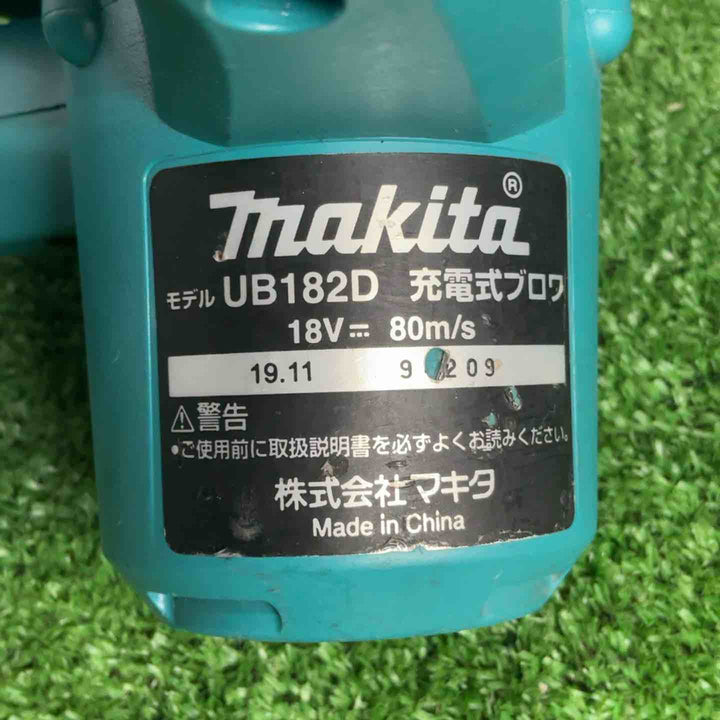 makita®
モデル UB182D 充電式ブロワ
18V⎓ 80m/s
19.11 9 209
⚠警告
•ご使用前に取扱説明書を必ずよくお読みください。
株式会社マキタ
Made in China